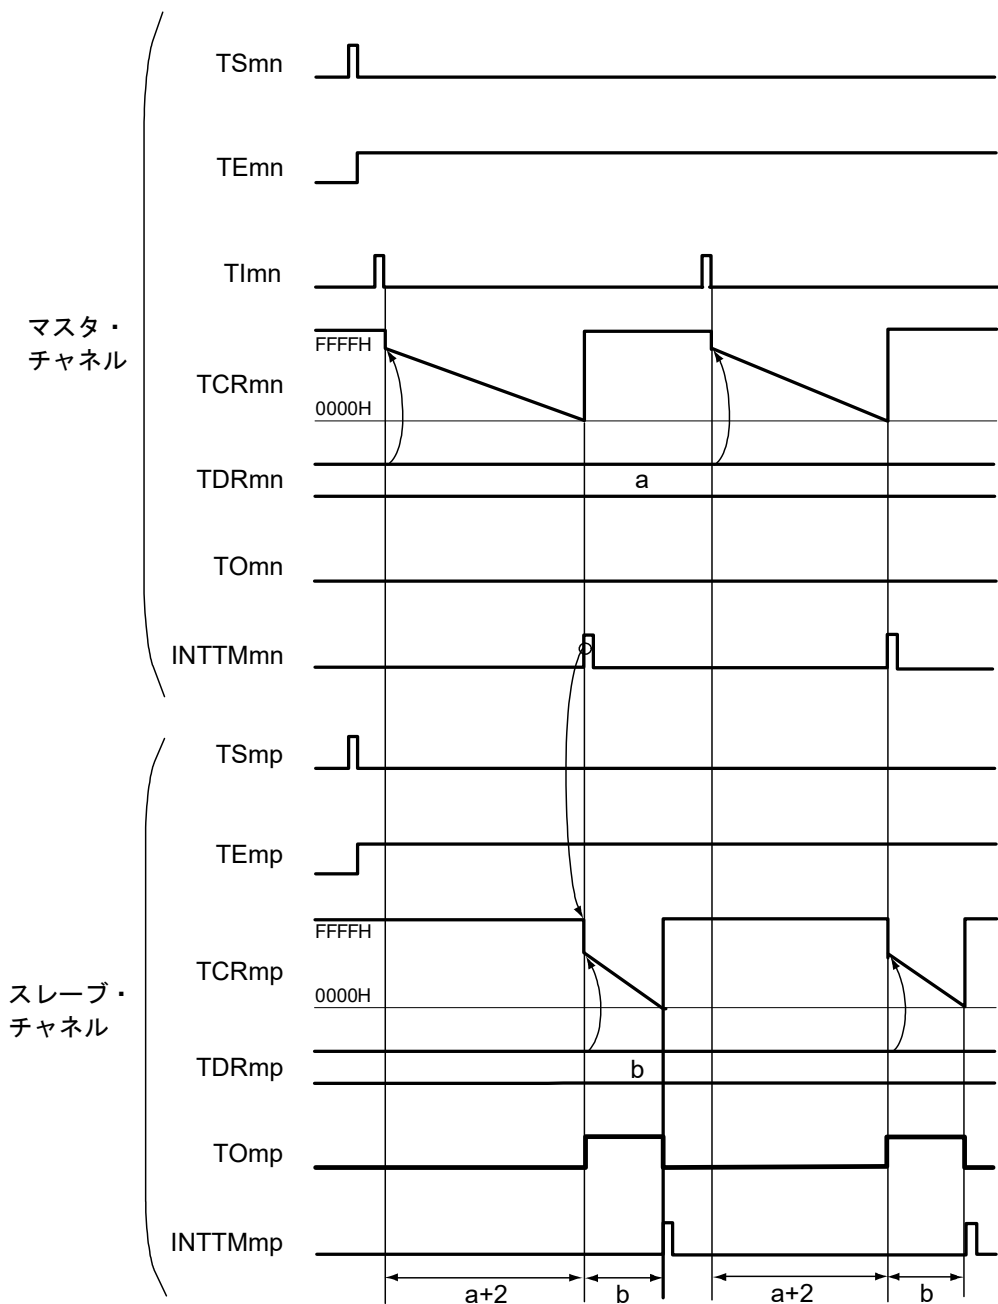 マスタ・
チャネル
TSmn
TEmn
TImn
TCRmn
FFFFH
0000H
TDRmn
a
TOmn
INTTMmn
スレーブ・
チャネル
TSmp
TEmp
TCRmp
FFFFH
0000H
TDRmp
b
TOmp
INTTMmp
a+2
b
a+2
b